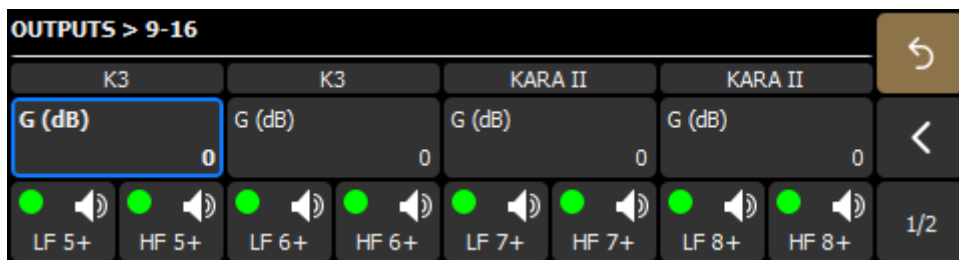 OUTPUTS > 9-16
K3 K3 KARA II KARA II
G (dB) G (dB) G (dB) G (dB)
0 0 0 0
LF 5+ HF 5+ LF 6+ HF 6+ LF 7+ HF 7+ LF 8+ HF 8+
1/2